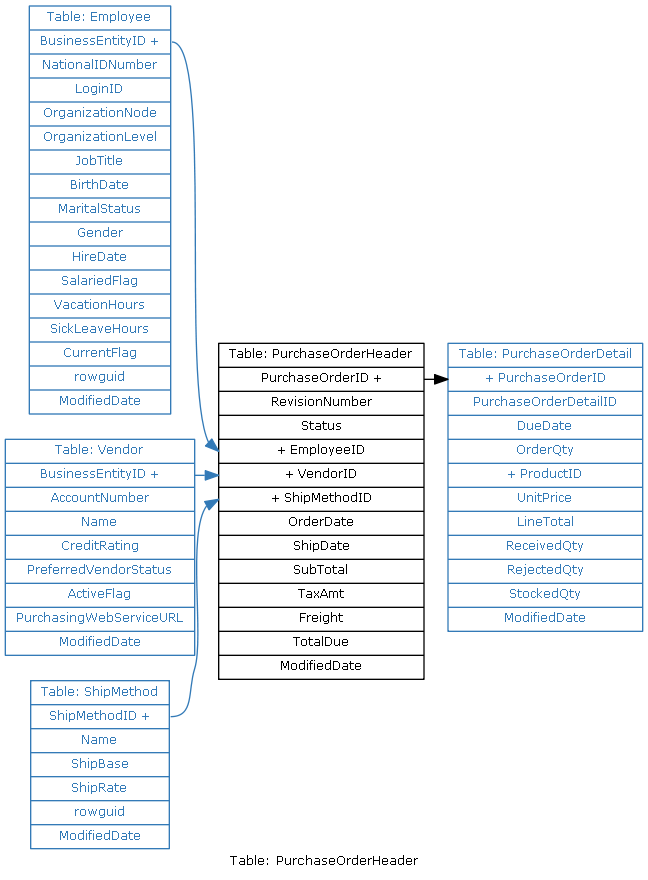 Table: Employee
BusinessEntityID +
NationalIDNumber
LoginID
OrganizationNode
OrganizationLevel
JobTitle
BirthDate
MaritalStatus
Gender
HireDate
SalariedFlag
VacationHours
SickLeaveHours
CurrentFlag
rowguid
ModifiedDate
Table: Vendor
BusinessEntityID +
AccountNumber
Name
CreditRating
PreferredVendorStatus
ActiveFlag
PurchasingWebServiceURL
ModifiedDate
Table: ShipMethod
ShipMethodID +
Name
ShipBase
ShipRate
rowguid
ModifiedDate
Table: PurchaseOrderHeader
PurchaseOrderID +
RevisionNumber
Status
+ EmployeeID
+ VendorID
+ ShipMethodID
OrderDate
ShipDate
SubTotal
TaxAmt
Freight
TotalDue
ModifiedDate
Table: PurchaseOrderDetail
+ PurchaseOrderID
PurchaseOrderDetailID
DueDate
OrderQty
+ ProductID
UnitPrice
LineTotal
ReceivedQty
RejectedQty
StockedQty
ModifiedDate
Table: PurchaseOrderHeader